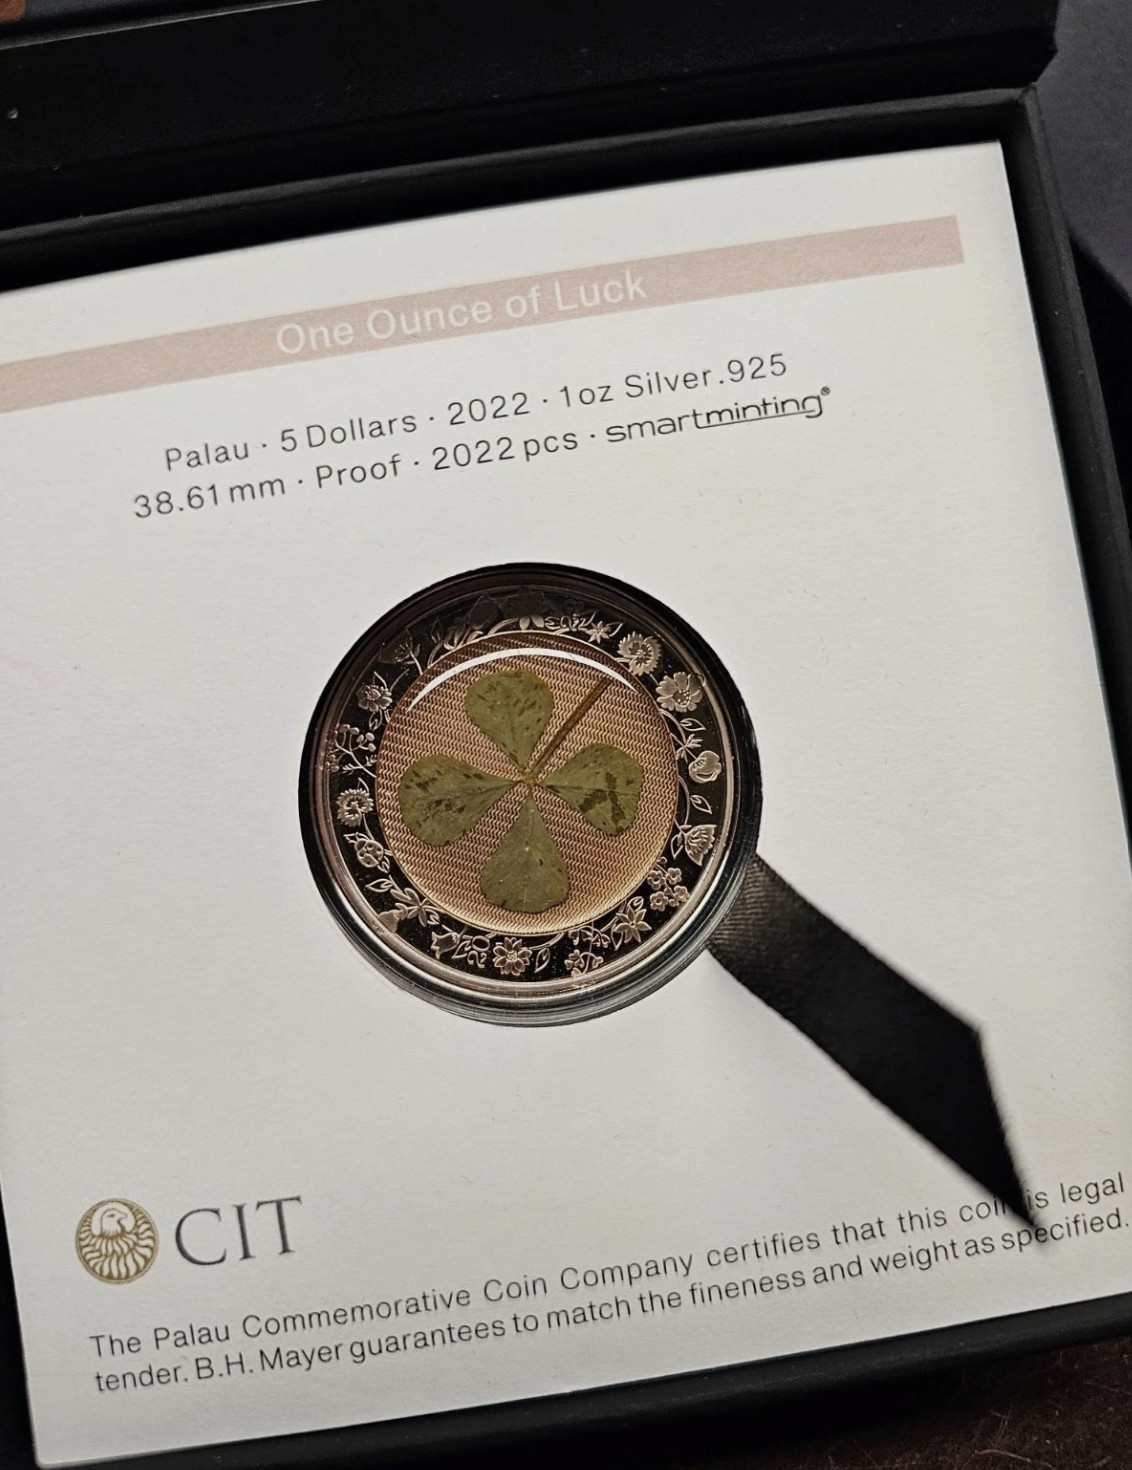 One Ounce of Luck
Palau · 5 Dollars · 2022 · 1oz Silver.925
38.61 mm · Proof · 2022 pcs · smartminting®
CIT
The Palau Commemorative Coin Company certifies that this coin is legal
tender. B.H. Mayer guarantees to match the fineness and weight as specified.